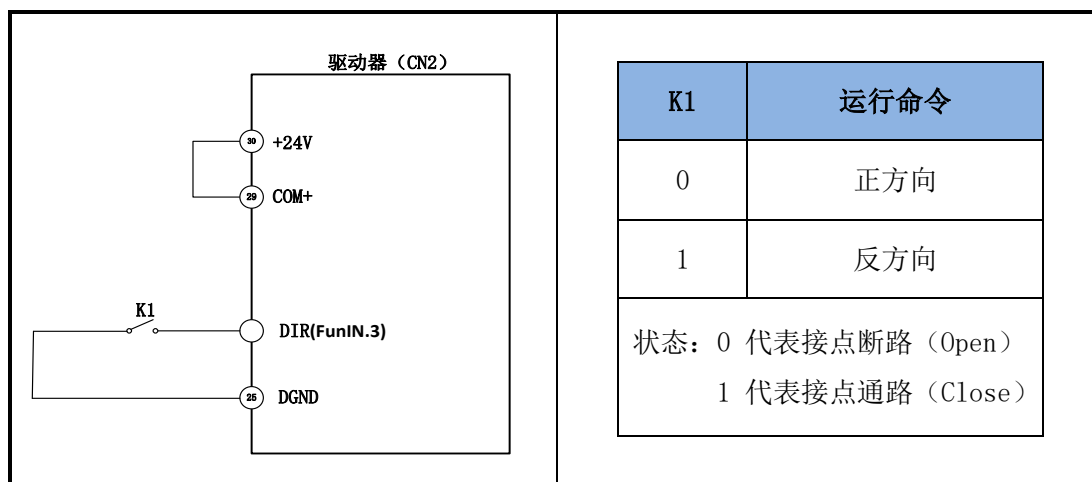 驱动器（CN2）
30 +24V
29 COM+
K1
DIR(FunIN.3)
25 DGND
K1 运行命令
0 正方向
1 反方向
状态：0 代表接点断路（Open）
1 代表接点通路（Close）